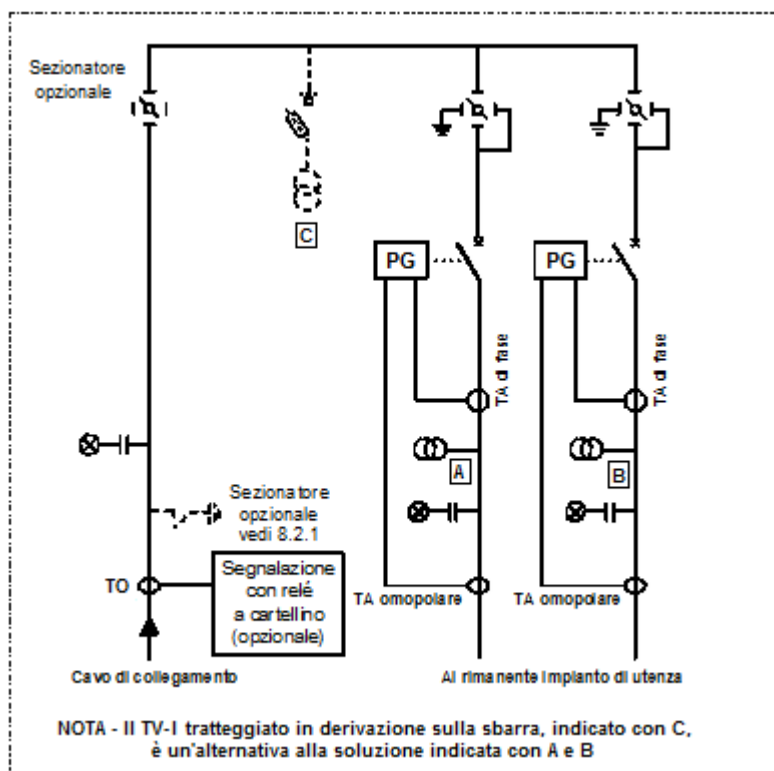 Sezionatore
opzionale
C
PG
PG
TA di fase
TA di fase
A
B
Sezionatore
opzionale
vedi 8.2.1
TO
Segnalazione
con relé
a cartellino
(opzionale)
TA omopolare
TA omopolare
Cavo di collegamento
Al rimanente impianto di utenza
NOTA - Il TV-I tratteggiato in derivazione sulla sbarra, indicato con C,
è un'alternativa alla soluzione indicata con A e B